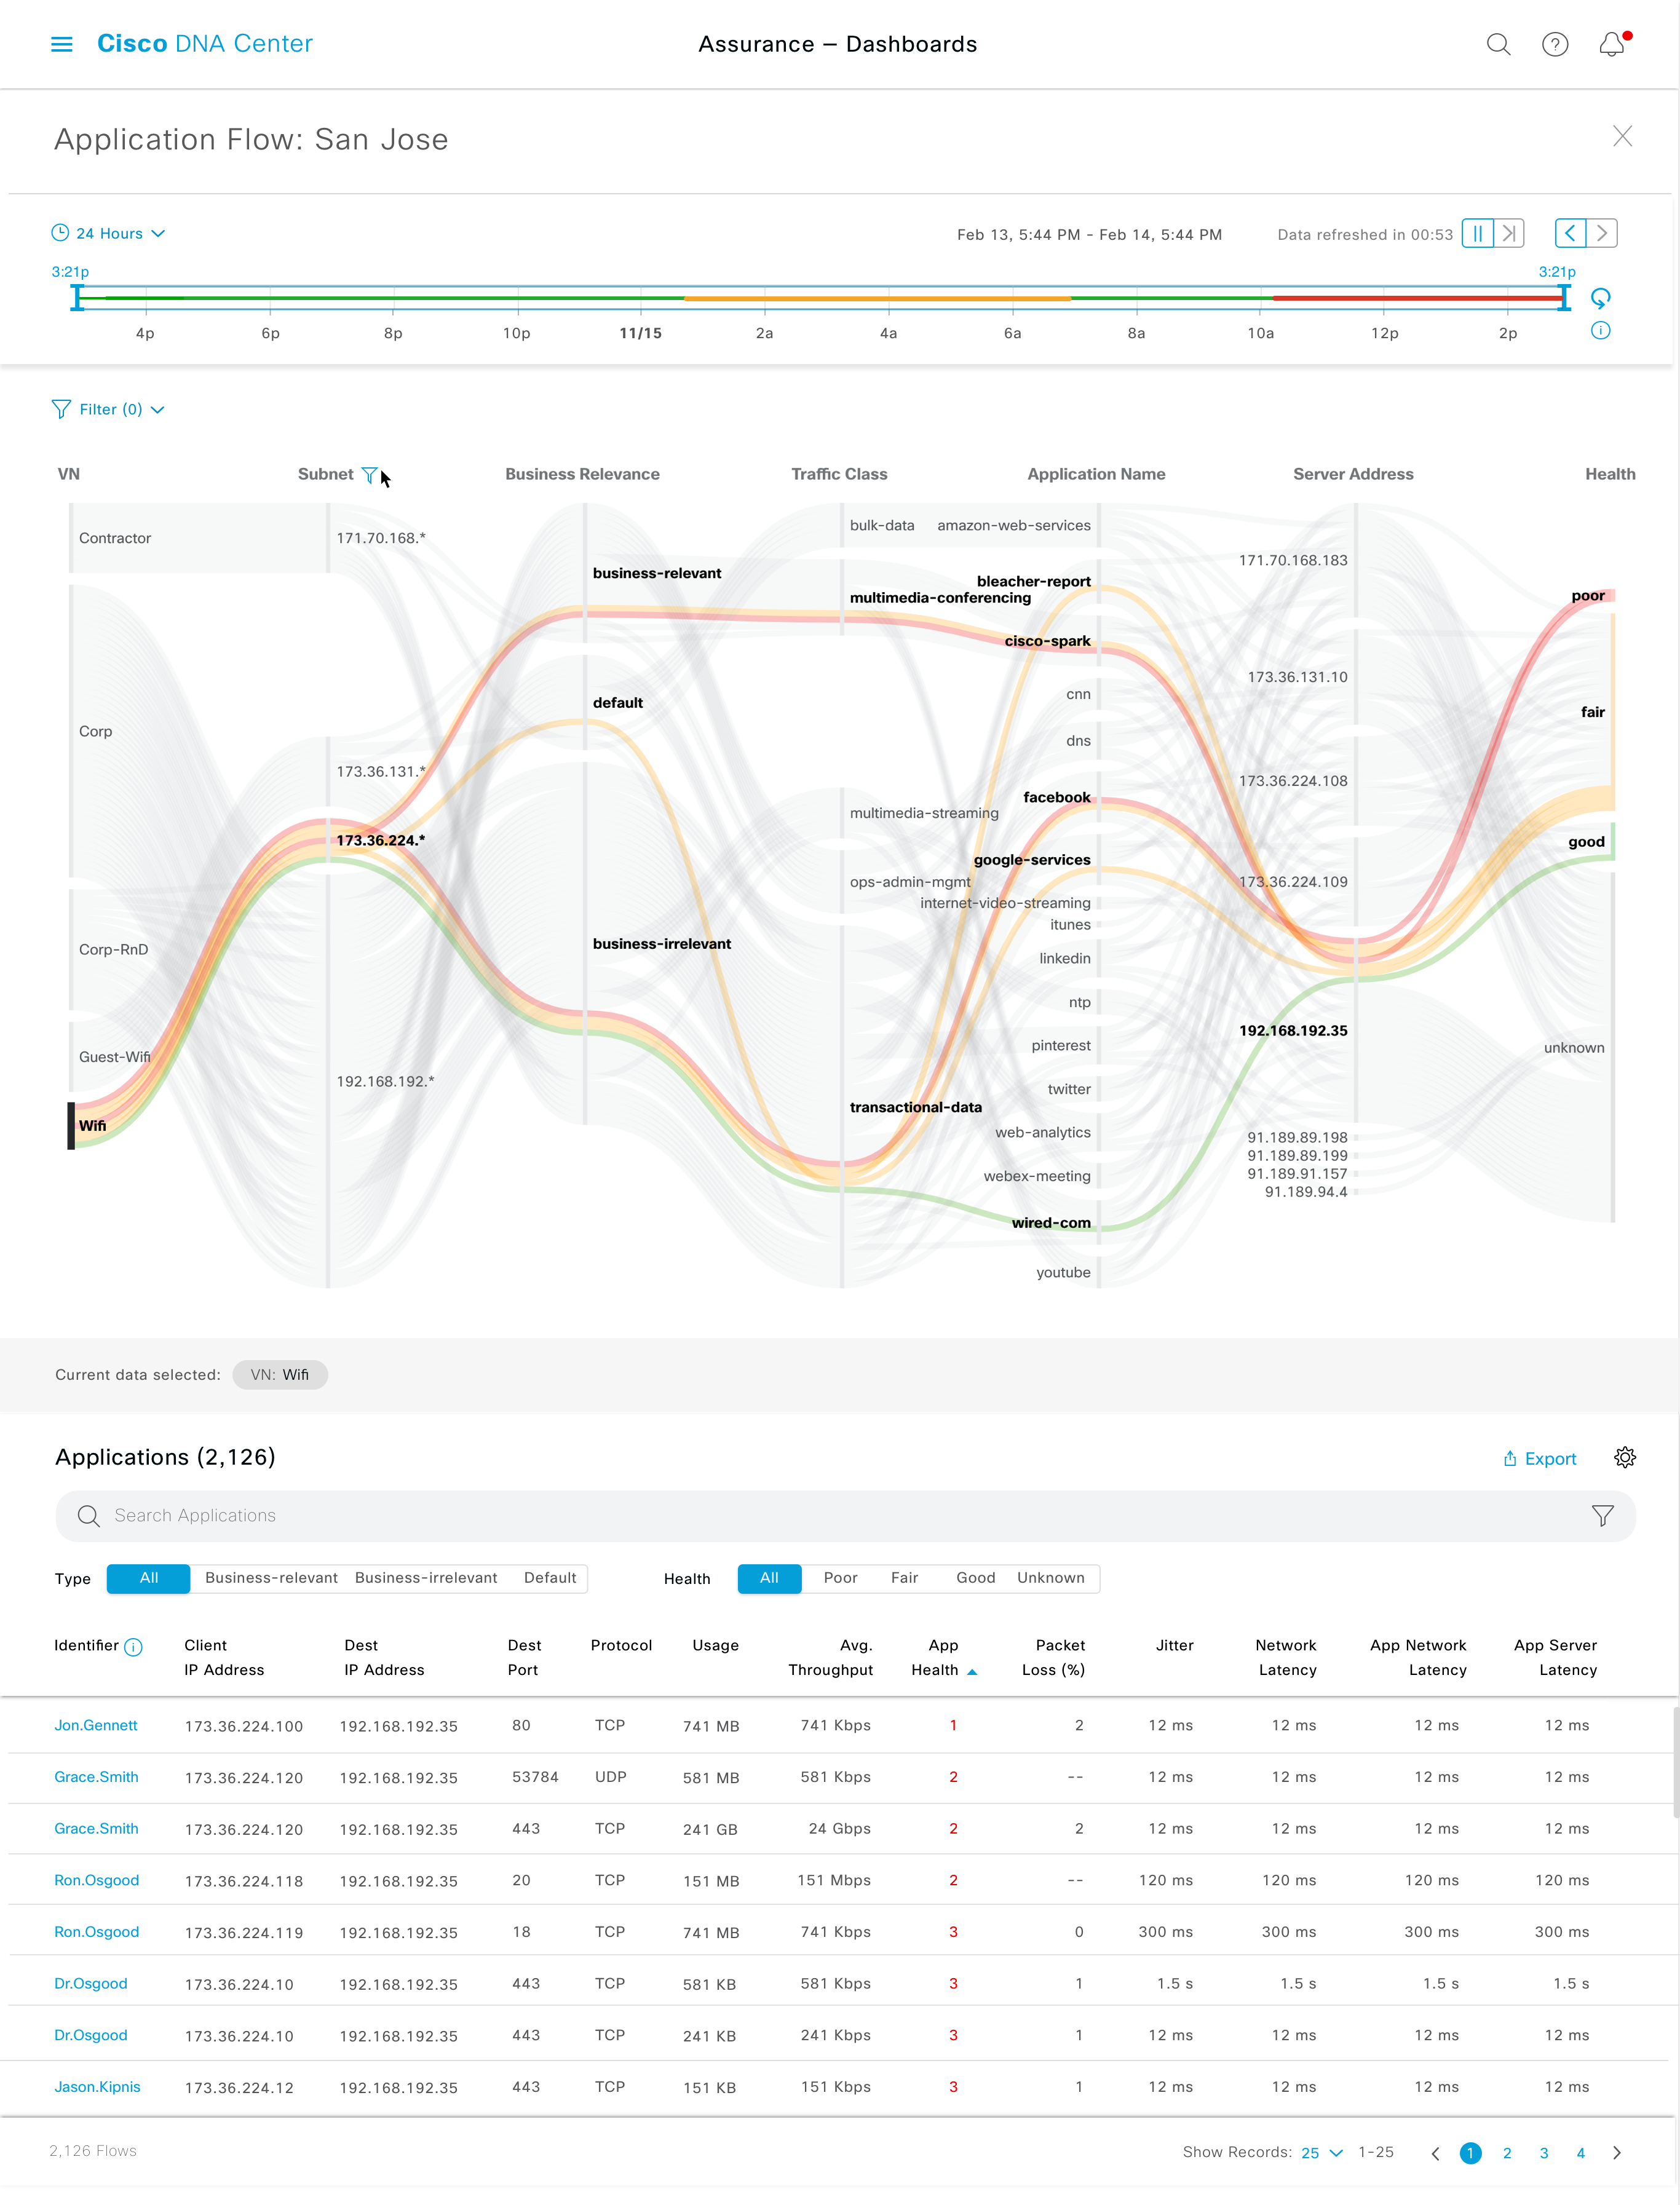 Cisco DNA Center
Assurance – Dashboards
Application Flow: San Jose
24 Hours
Feb 13, 5:44 PM - Feb 14, 5:44 PM
Data refreshed in 00:53
3:21p
3:21p
4p 6p 8p 10p 11/15 2a 4a 6a 8a 10a 12p 2p
Filter (0)
VN Subnet Business Relevance Traffic Class Application Name Server Address Health
Contractor
Corp
Corp-RnD
Guest-Wifi
Wifi
171.70.168.*
173.36.131.*
173.36.224.*
192.168.192.*
business-relevant
default
business-irrelevant
bulk-data
multimedia-conferencing
multimedia-streaming
ops-admin-mgmt
transactional-data
amazon-web-services
bleacher-report
cisco-spark
cnn
dns
facebook
google-services
internet-video-streaming
itunes
linkedin
ntp
pinterest
twitter
web-analytics
webex-meeting
wired-com
youtube
171.70.168.183
173.36.131.10
173.36.224.108
173.36.224.109
192.168.192.35
91.189.89.198
91.189.89.199
91.189.91.157
91.189.94.4
poor
fair
good
unknown
Current data selected: VN: Wifi
Applications (2,126)
Export
Search Applications
Type All Business-relevant Business-irrelevant Default
Health All Poor Fair Good Unknown
Identifier Client Dest Dest Protocol Usage Avg. App Packet Jitter Network App Network App Server
IP Address IP Address Port Throughput Health Loss (%) Latency Latency Latency
Jon.Gennett 173.36.224.100 192.168.192.35 80 TCP 741 MB 741 Kbps 1 2 12 ms 12 ms 12 ms 12 ms
Grace.Smith 173.36.224.120 192.168.192.35 53784 UDP 581 MB 581 Kbps 2 -- 12 ms 12 ms 12 ms 12 ms
Grace.Smith 173.36.224.120 192.168.192.35 443 TCP 241 GB 24 Gbps 2 2 12 ms 12 ms 12 ms 12 ms
Ron.Osgood 173.36.224.118 192.168.192.35 20 TCP 151 MB 151 Mbps 2 -- 120 ms 120 ms 120 ms 120 ms
Ron.Osgood 173.36.224.119 192.168.192.35 18 TCP 741 MB 741 Kbps 3 0 300 ms 300 ms 300 ms 300 ms
Dr.Osgood 173.36.224.10 192.168.192.35 443 TCP 581 KB 581 Kbps 3 1 1.5 s 1.5 s 1.5 s 1.5 s
Dr.Osgood 173.36.224.10 192.168.192.35 443 TCP 241 KB 241 Kbps 3 1 12 ms 12 ms 12 ms 12 ms
Jason.Kipnis 173.36.224.12 192.168.192.35 443 TCP 151 KB 151 Kbps 3 1 12 ms 12 ms 12 ms 12 ms
2,126 Flows
Show Records: 25 1-25 1 2 3 4